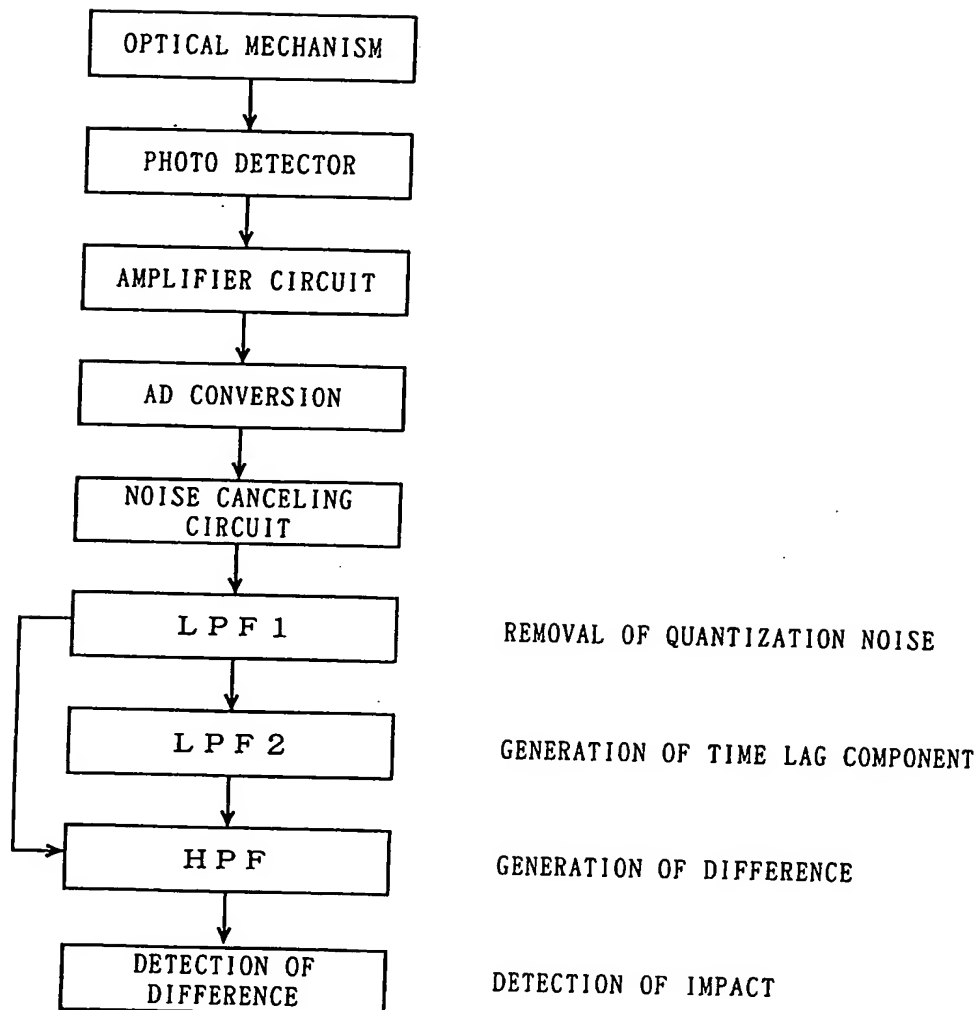 OPTICAL MECHANISM
PHOTO DETECTOR
AMPLIFIER CIRCUIT
AD CONVERSION
NOISE CANCELING
CIRCUIT
LPF1
REMOVAL OF QUANTIZATION NOISE
LPF2
GENERATION OF TIME LAG COMPONENT
HPF
GENERATION OF DIFFERENCE
DETECTION OF
DIFFERENCE
DETECTION OF IMPACT